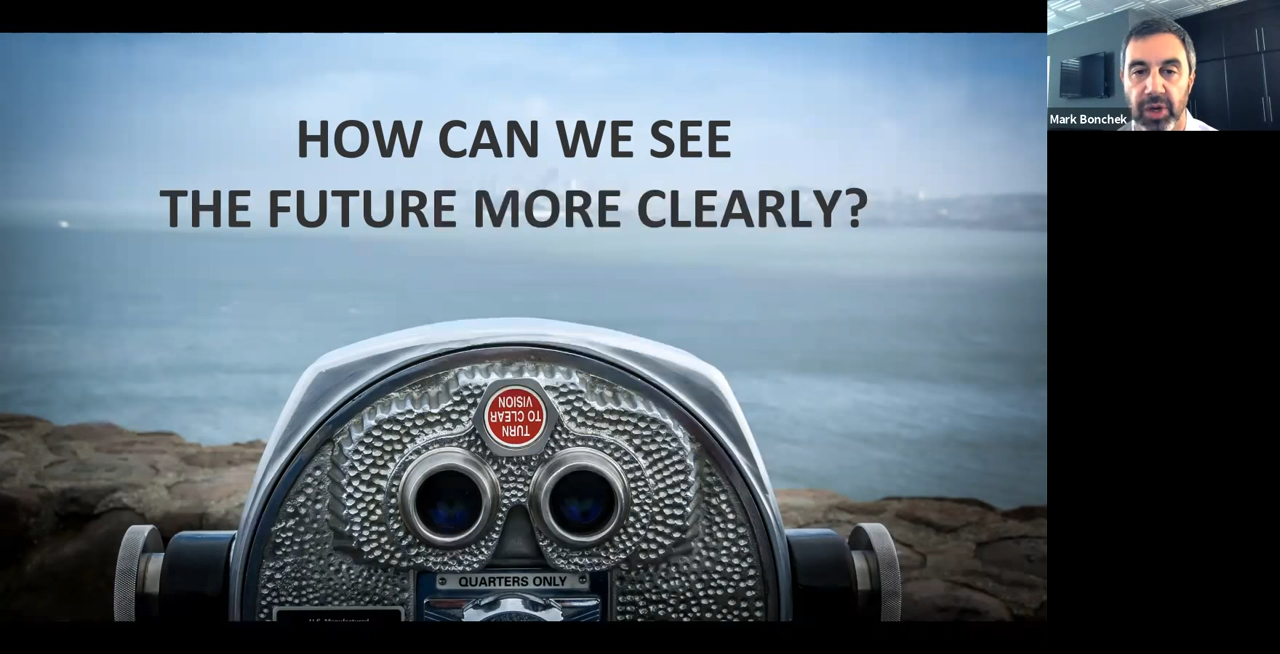 HOW CAN WE SEE
THE FUTURE MORE CLEARLY?
Mark Bonchek
TURN
TO CLEAR
VISION
QUARTERS ONLY